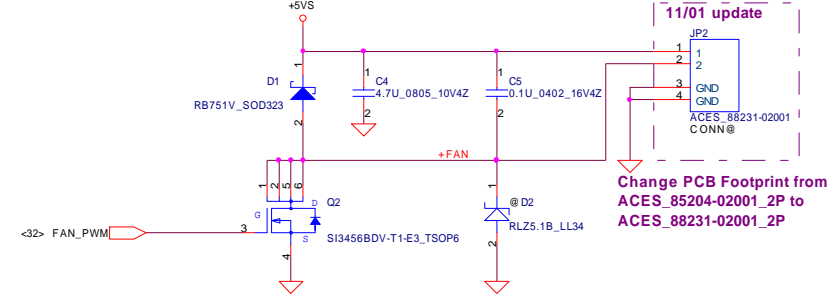 +5VS
11/01 update
JP2
1
1
2
2
3
GND
4
GND
ACES_88231-02001
CONN@
Change PCB Footprint from
ACES_85204-02001_2P to
ACES_88231-02001_2P
1
D1
RB751V_SOD323
2
1
C4
4.7U_0805_10V4Z
2
1
C5
0.1U_0402_16V4Z
2
+FAN
1
2
5
6
D
Q2
G
S
SI3456BDV-T1-E3_TSOP6
3
4
<32> FAN_PWM
1
@D2
RLZ5.1B_LL34
2